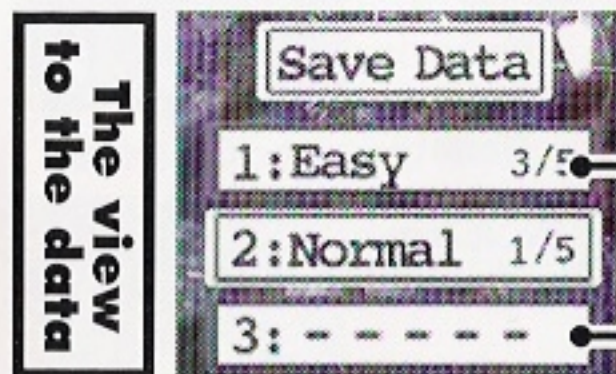 The view
to the data
Save Data
1:Easy 3/5
2:Normal 1/5
3: - - - - - -